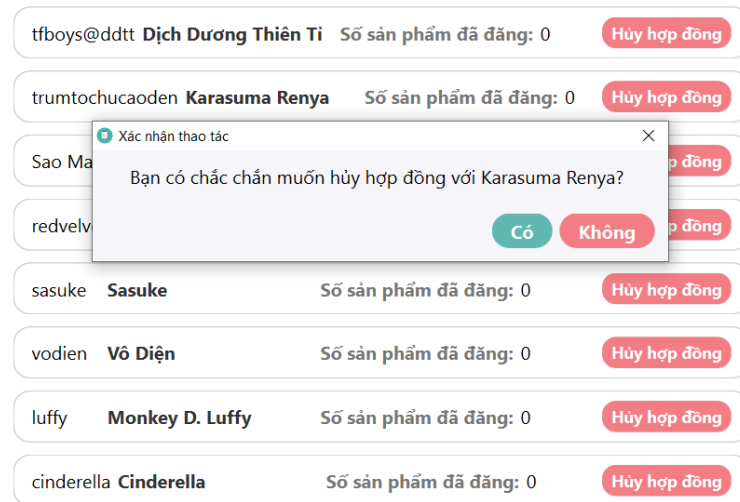 tfboys@ddtt Dịch Dương Thiên Tỉ Số sản phẩm đã đăng: 0 Hủy hợp đồng
trumtochucaoden Karasuma Renya Số sản phẩm đã đăng: 0 Hủy hợp đồng
Xác nhận thao tác
Sao Ma đồng
Bạn có chắc chắn muốn hủy hợp đồng với Karasuma Renya?
redvelv đồng
Có Không
sasuke Sasuke Số sản phẩm đã đăng: 0 Hủy hợp đồng
vodien Vô Diện Số sản phẩm đã đăng: 0 Hủy hợp đồng
luffy Monkey D. Luffy Số sản phẩm đã đăng: 0 Hủy hợp đồng
cinderella Cinderella Số sản phẩm đã đăng: 0 Hủy hợp đồng